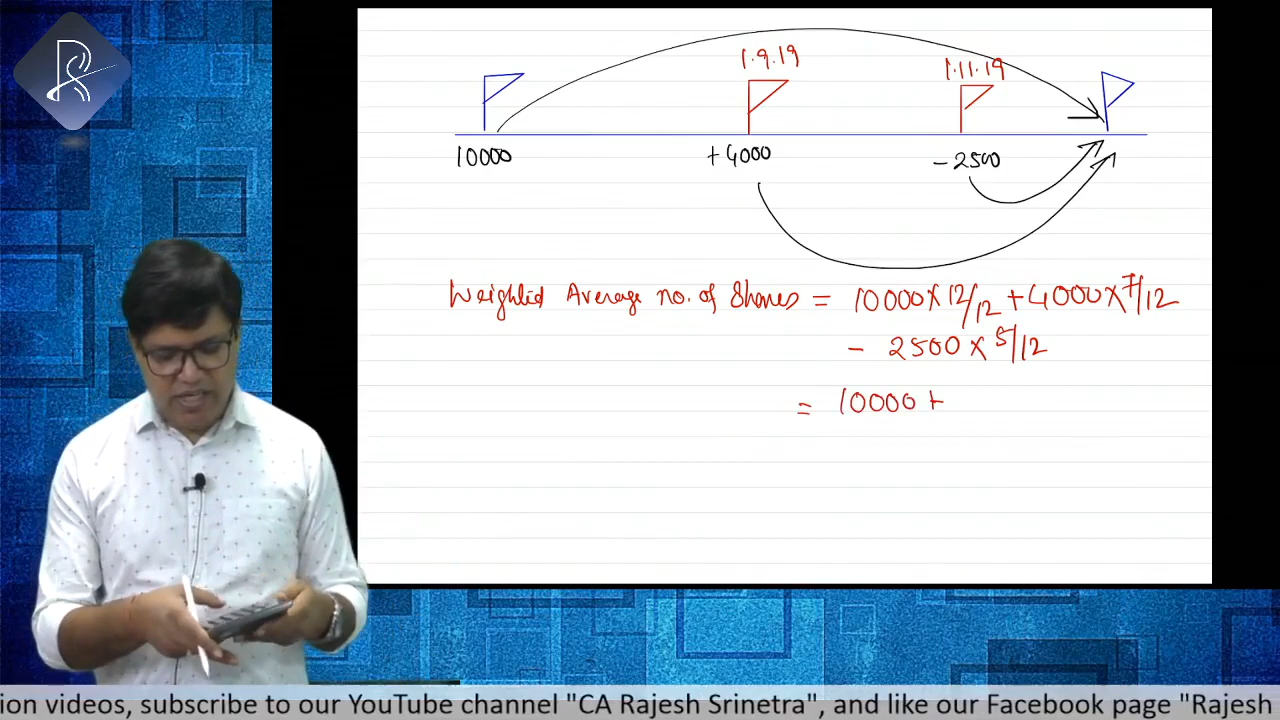 RS
1.9.19
1.11.19
10000
+4000
-2500
Weighted Average no. of Shares = 10000×12/12 +4000×7/12
- 2500×5/12
= 10000 +
ion videos, subscribe to our YouTube channel "CA Rajesh Srinetra", and like our Facebook page "Rajesh